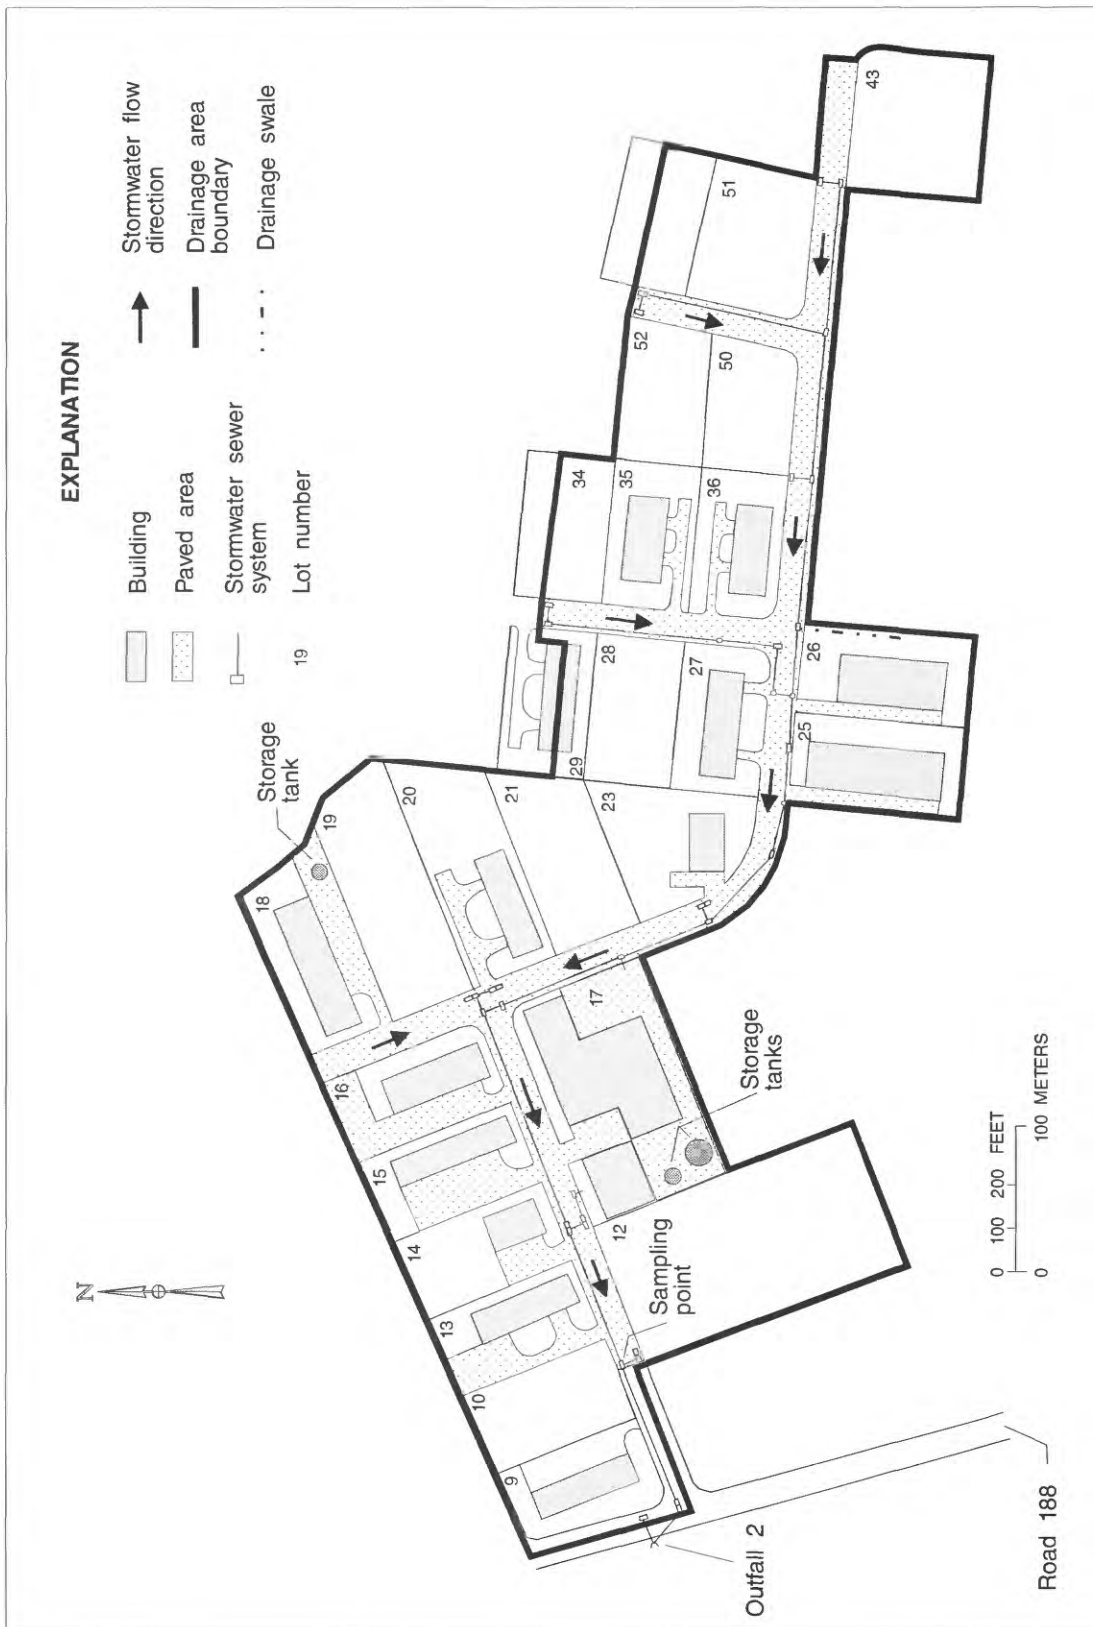 EXPLANATION
Building
Paved area
Stormwater sewer
system
19
Lot number
Stormwater flow
direction
Drainage area
boundary
Drainage swale
N
Storage
tank
18
19
20
21
23
29
28
27
34
35
36
52
50
51
43
26
25
16
15
14
13
10
9
17
12
Storage
tanks
Sampling
point
Outfall 2
Road 188
0 100 200 FEET
0 100 METERS